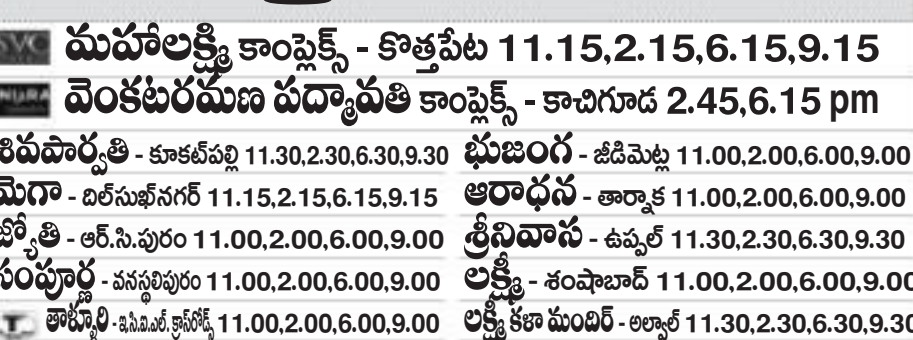 SVC మహాలక్ష్మి కాంప్లెక్స్ - కొత్తపేట 11.15,2.15,6.15,9.15
వెంకటరమణ పద్మావతి కాంప్లెక్స్ - కాచిగూడ 2.45,6.15 pm
శివపార్వతి - కూకట్‌పల్లి 11.30,2.30,6.30,9.30
భుజంగ - జీడిమెట్ల 11.00,2.00,6.00,9.00
మెగా - దిల్‌సుఖ్‌నగర్ 11.15,2.15,6.15,9.15
ఆరాధన - తార్నాక 11.00,2.00,6.00,9.00
జ్యోతి - ఆర్.సి.పురం 11.00,2.00,6.00,9.00
శ్రీనివాస - ఉప్పల్ 11.30,2.30,6.30,9.30
సంపూర్ణ - వనస్థలిపురం 11.00,2.00,6.00,9.00
లక్ష్మీ - శంషాబాద్ 11.00,2.00,6.00,9.00
తాళ్ళూరి - ఇ.సి.ఐ.ఎల్. క్రాస్‌రోడ్స్ 11.00,2.00,6.00,9.00
లక్ష్మి కళా మందిర్ - అల్వాల్ 11.30,2.30,6.30,9.30